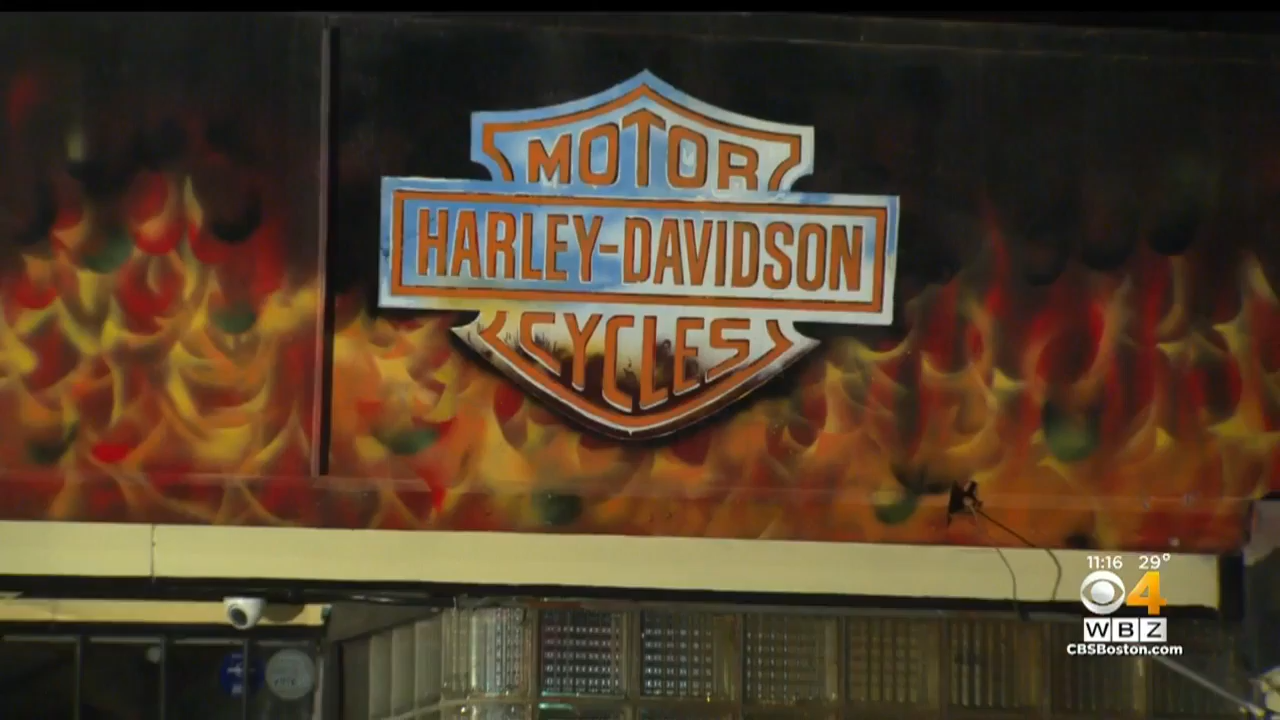 MOTOR
HARLEY-DAVIDSON
CYCLES
11:16 29°
4
WBZ
CBSBoston.com